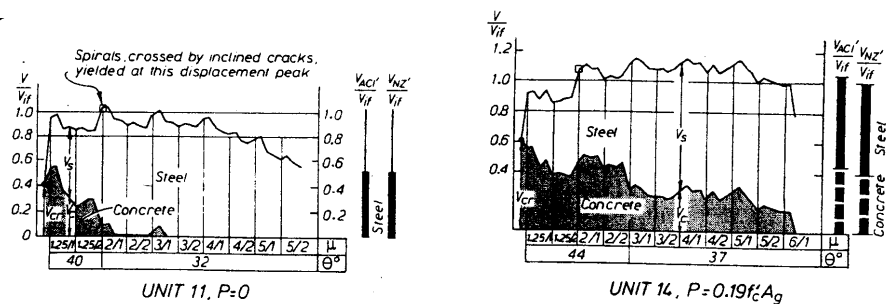 Spirals, crossed by inclined cracks,
yielded at this displacement peak
V/Vif
1.0
0.8
0.6
0.4
0.2
0
Vs
Steel
Vcr
Concrete
1.0
0.8
0.6
0.4
0.2
VACI'/Vif
VNZ'/Vif
Steel
1.25/1 1.25/2 2/1 2/2 3/1 3/2 4/1 4/2 5/1 5/2 μ
40 32 θ°
UNIT 11, P=0
V/Vif
1.2
1.0
0.8
0.6
0.4
0.2
0.0
Steel
Vs
Vcr
Concrete
Vc
VACI'/Vif
VNZ'/Vif
Steel
Concrete
1.25/1 1.25/2 2/1 2/2 3/1 3/2 4/1 4/2 5/1 5/2 6/1 μ
44 37 θ°
UNIT 14, P=0.19f'cAg